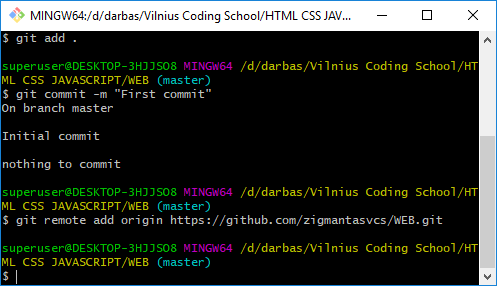 MINGW64:/d/darbas/Vilnius Coding School/HTML CSS JAV...
$ git add .
superuser@DESKTOP-3HJJSO8 MINGW64 /d/darbas/Vilnius Coding School/HT
ML CSS JAVASCRIPT/WEB (master)
$ git commit -m "First commit"
On branch master
Initial commit
nothing to commit
superuser@DESKTOP-3HJJSO8 MINGW64 /d/darbas/Vilnius Coding School/HT
ML CSS JAVASCRIPT/WEB (master)
$ git remote add origin https://github.com/zigmantasvcs/WEB.git
superuser@DESKTOP-3HJJSO8 MINGW64 /d/darbas/Vilnius Coding School/HT
ML CSS JAVASCRIPT/WEB (master)
$